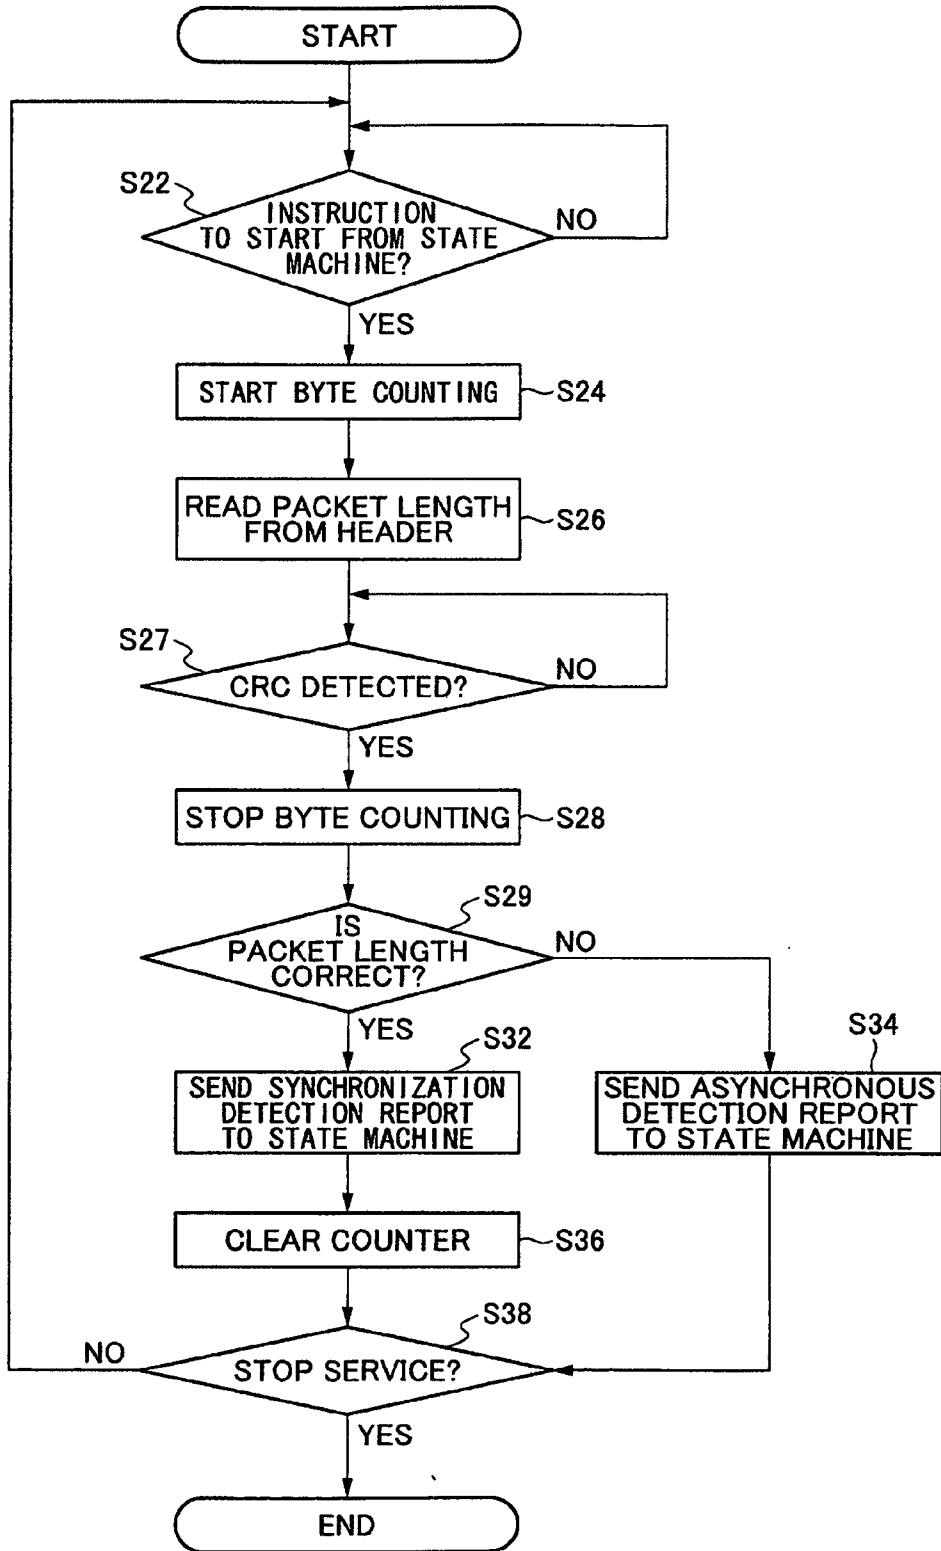 START
S22
INSTRUCTION
TO START FROM STATE
MACHINE?
NO
YES
START BYTE COUNTING
S24
READ PACKET LENGTH
FROM HEADER
S26
S27
CRC DETECTED?
NO
YES
STOP BYTE COUNTING
S28
S29
IS
PACKET LENGTH
CORRECT?
NO
YES
S32
SEND SYNCHRONIZATION
DETECTION REPORT
TO STATE MACHINE
S34
SEND ASYNCHRONOUS
DETECTION REPORT
TO STATE MACHINE
CLEAR COUNTER
S36
S38
NO
STOP SERVICE?
YES
END